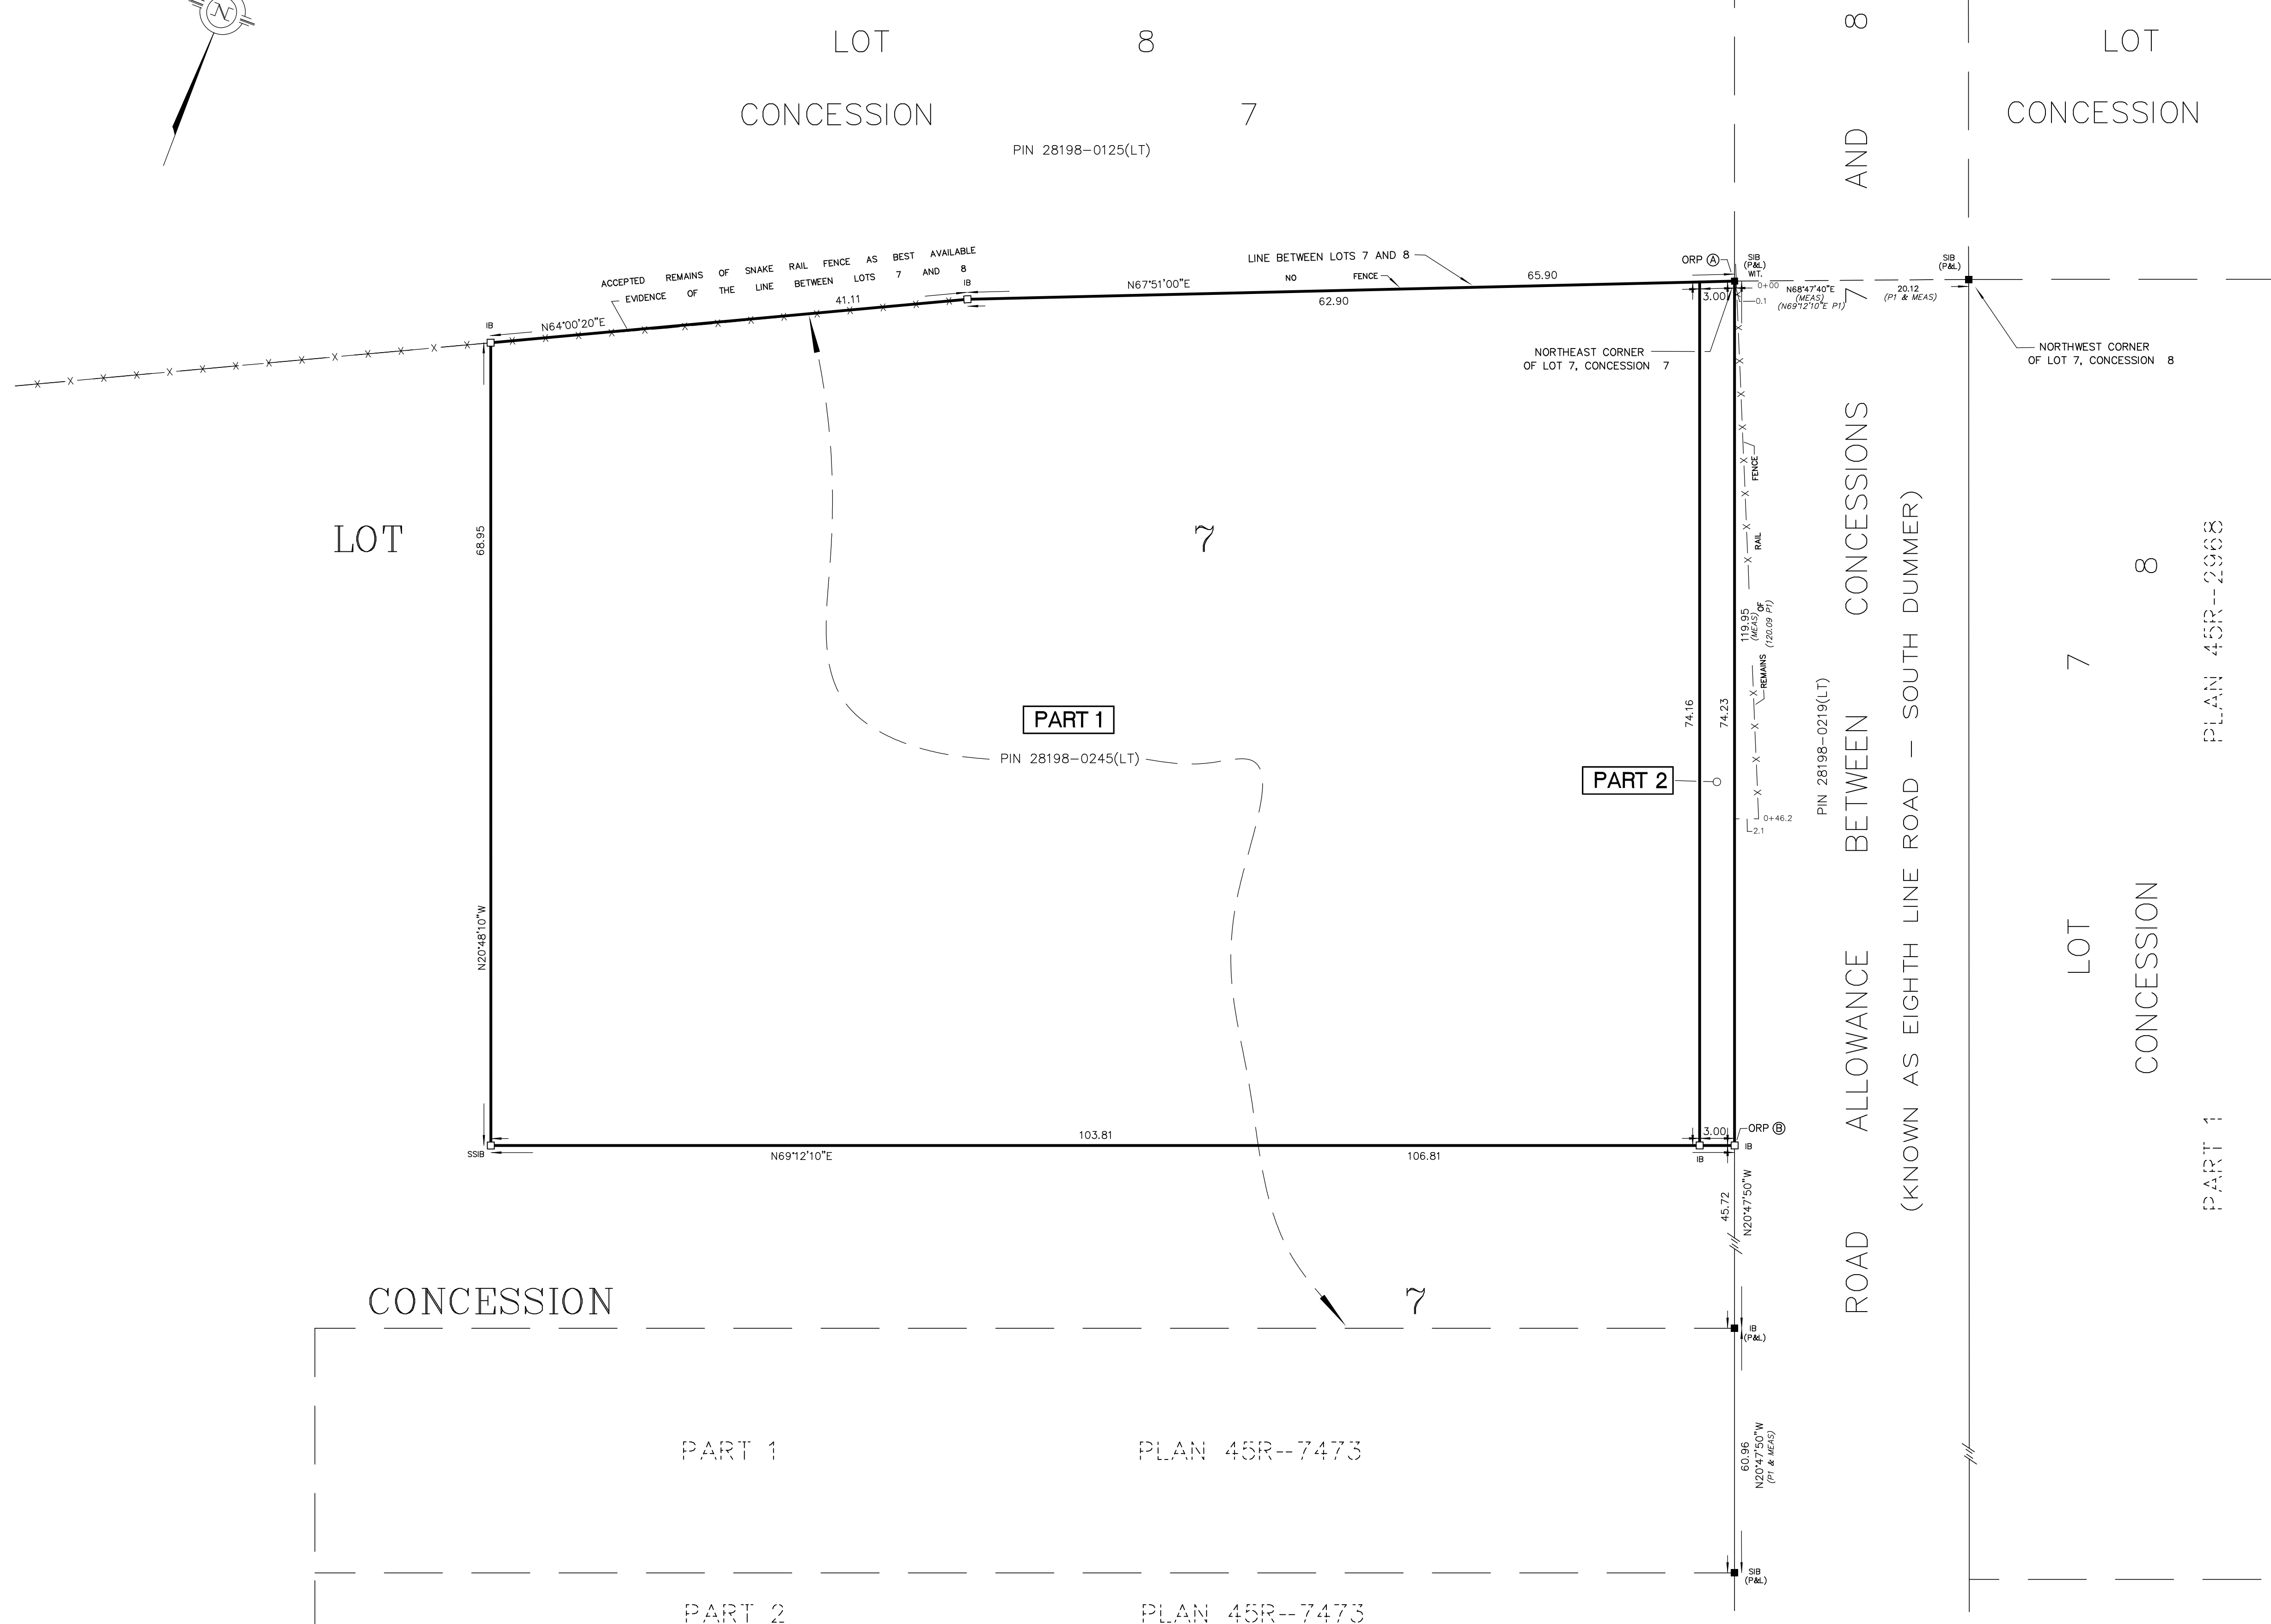 N
LOT 8
CONCESSION 7
PIN 28198-0125(LT)
8
AND
7
CONCESSIONS
BETWEEN
ALLOWANCE
ROAD
LOT
CONCESSION
ACCEPTED REMAINS OF SNAKE RAIL FENCE AS BEST AVAILABLE
EVIDENCE OF THE LINE BETWEEN LOTS 7 AND 8
IB
N64°00'20"E
41.11
IB
N67°51'00"E
62.90
LINE BETWEEN LOTS 7 AND 8
NO FENCE
65.90
ORP A
SIB
(P&L)
WIT.
3.00
0+00
0.1
N68°47'40"E
(MEAS)
(N69°12'10"E P1)
20.12
(P1 & MEAS)
SIB
(P&L)
NORTHEAST CORNER
OF LOT 7, CONCESSION 7
NORTHWEST CORNER
OF LOT 7, CONCESSION 8
LOT 7
68.95
N20°48'10"W
PART 1
PIN 28198-0245(LT)
PART 2
74.16
74.23
REMAINS OF RAIL FENCE
119.95
(MEAS)
(120.09 P1)
0+46.2
2.1
PIN 28198-0219(LT)
(KNOWN AS EIGHTH LINE ROAD - SOUTH DUMMER)
LOT 7
CONCESSION 8
PART 1 PLAN 45R--2968
SSIB
103.81
N69°12'10"E
106.81
3.00
IB
ORP B
IB
45.72
N20°47'50"W
CONCESSION 7
IB
(P&L)
PART 1 PLAN 45R--7473
60.96
N20°47'50"W
(P1 & MEAS)
SIB
(P&L)
PART 2 PLAN 45R--7473